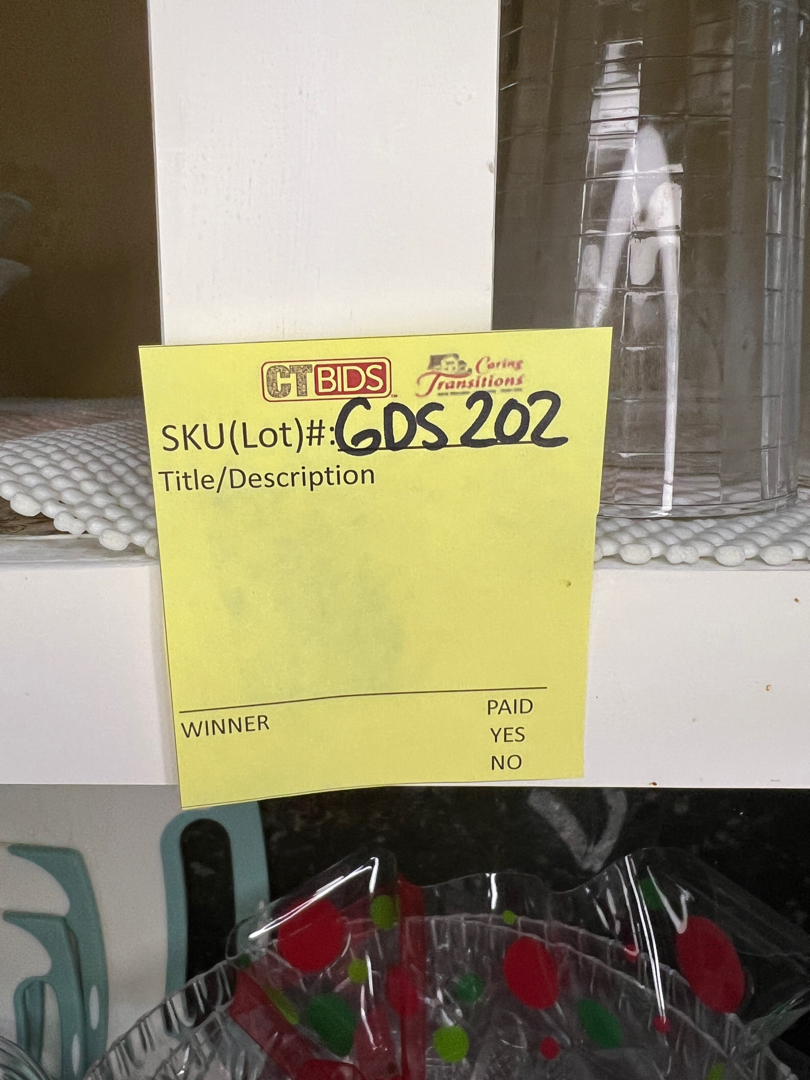 CTBIDS
Caring
Transitions
SKU(Lot)#: GDS 202
Title/Description
WINNER
PAID
YES
NO